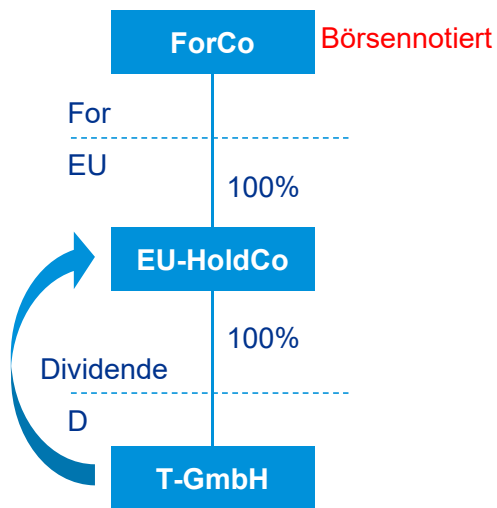 ForCo
Börsennotiert
For
EU
100%
EU-HoldCo
100%
Dividende
D
T-GmbH